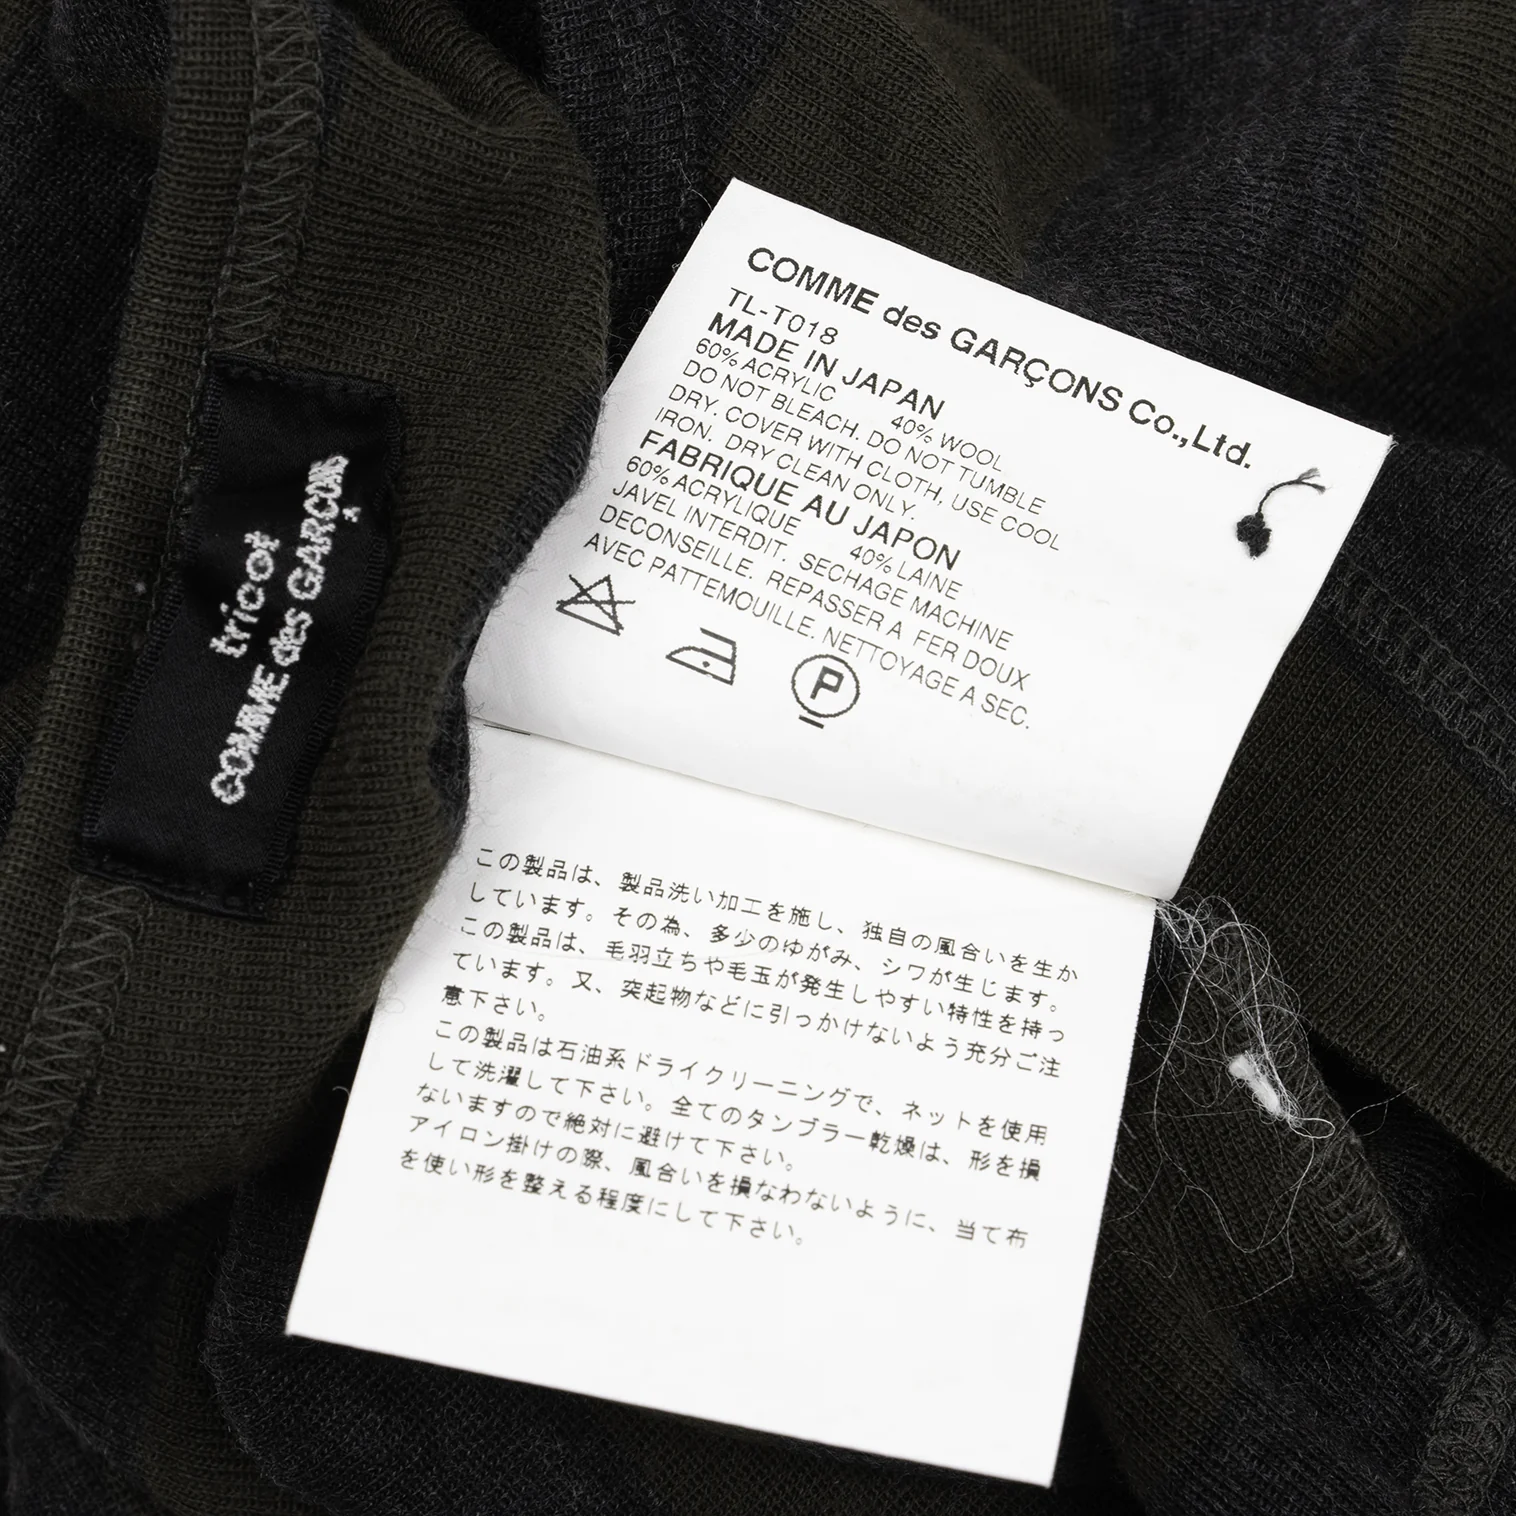 tricot
COMME des GARÇONS
COMME des GARÇONS Co.,Ltd.
TL-T018
MADE IN JAPAN
60% ACRYLIC 40% WOOL
DO NOT BLEACH. DO NOT TUMBLE
DRY. COVER WITH CLOTH, USE COOL
IRON. DRY CLEAN ONLY.
FABRIQUE AU JAPON
60% ACRYLIQUE 40% LAINE
JAVEL INTERDIT. SECHAGE MACHINE
DECONSEILLE. REPASSER A FER DOUX
AVEC PATTEMOUILLE. NETTOYAGE A SEC.
P
この製品は、製品洗い加工を施し、独自の風合いを生か
しています。その為、多少のゆがみ、シワが生じます。
この製品は、毛羽立ちや毛玉が発生しやすい特性を持っ
ています。又、突起物などに引っかけないよう充分ご注
意下さい。
この製品は石油系ドライクリーニングで、ネットを使用
して洗濯して下さい。全てのタンブラー乾燥は、形を損
ないますので絶対に避けて下さい。
アイロン掛けの際、風合いを損なわないように、当て布
を使い形を整える程度にして下さい。